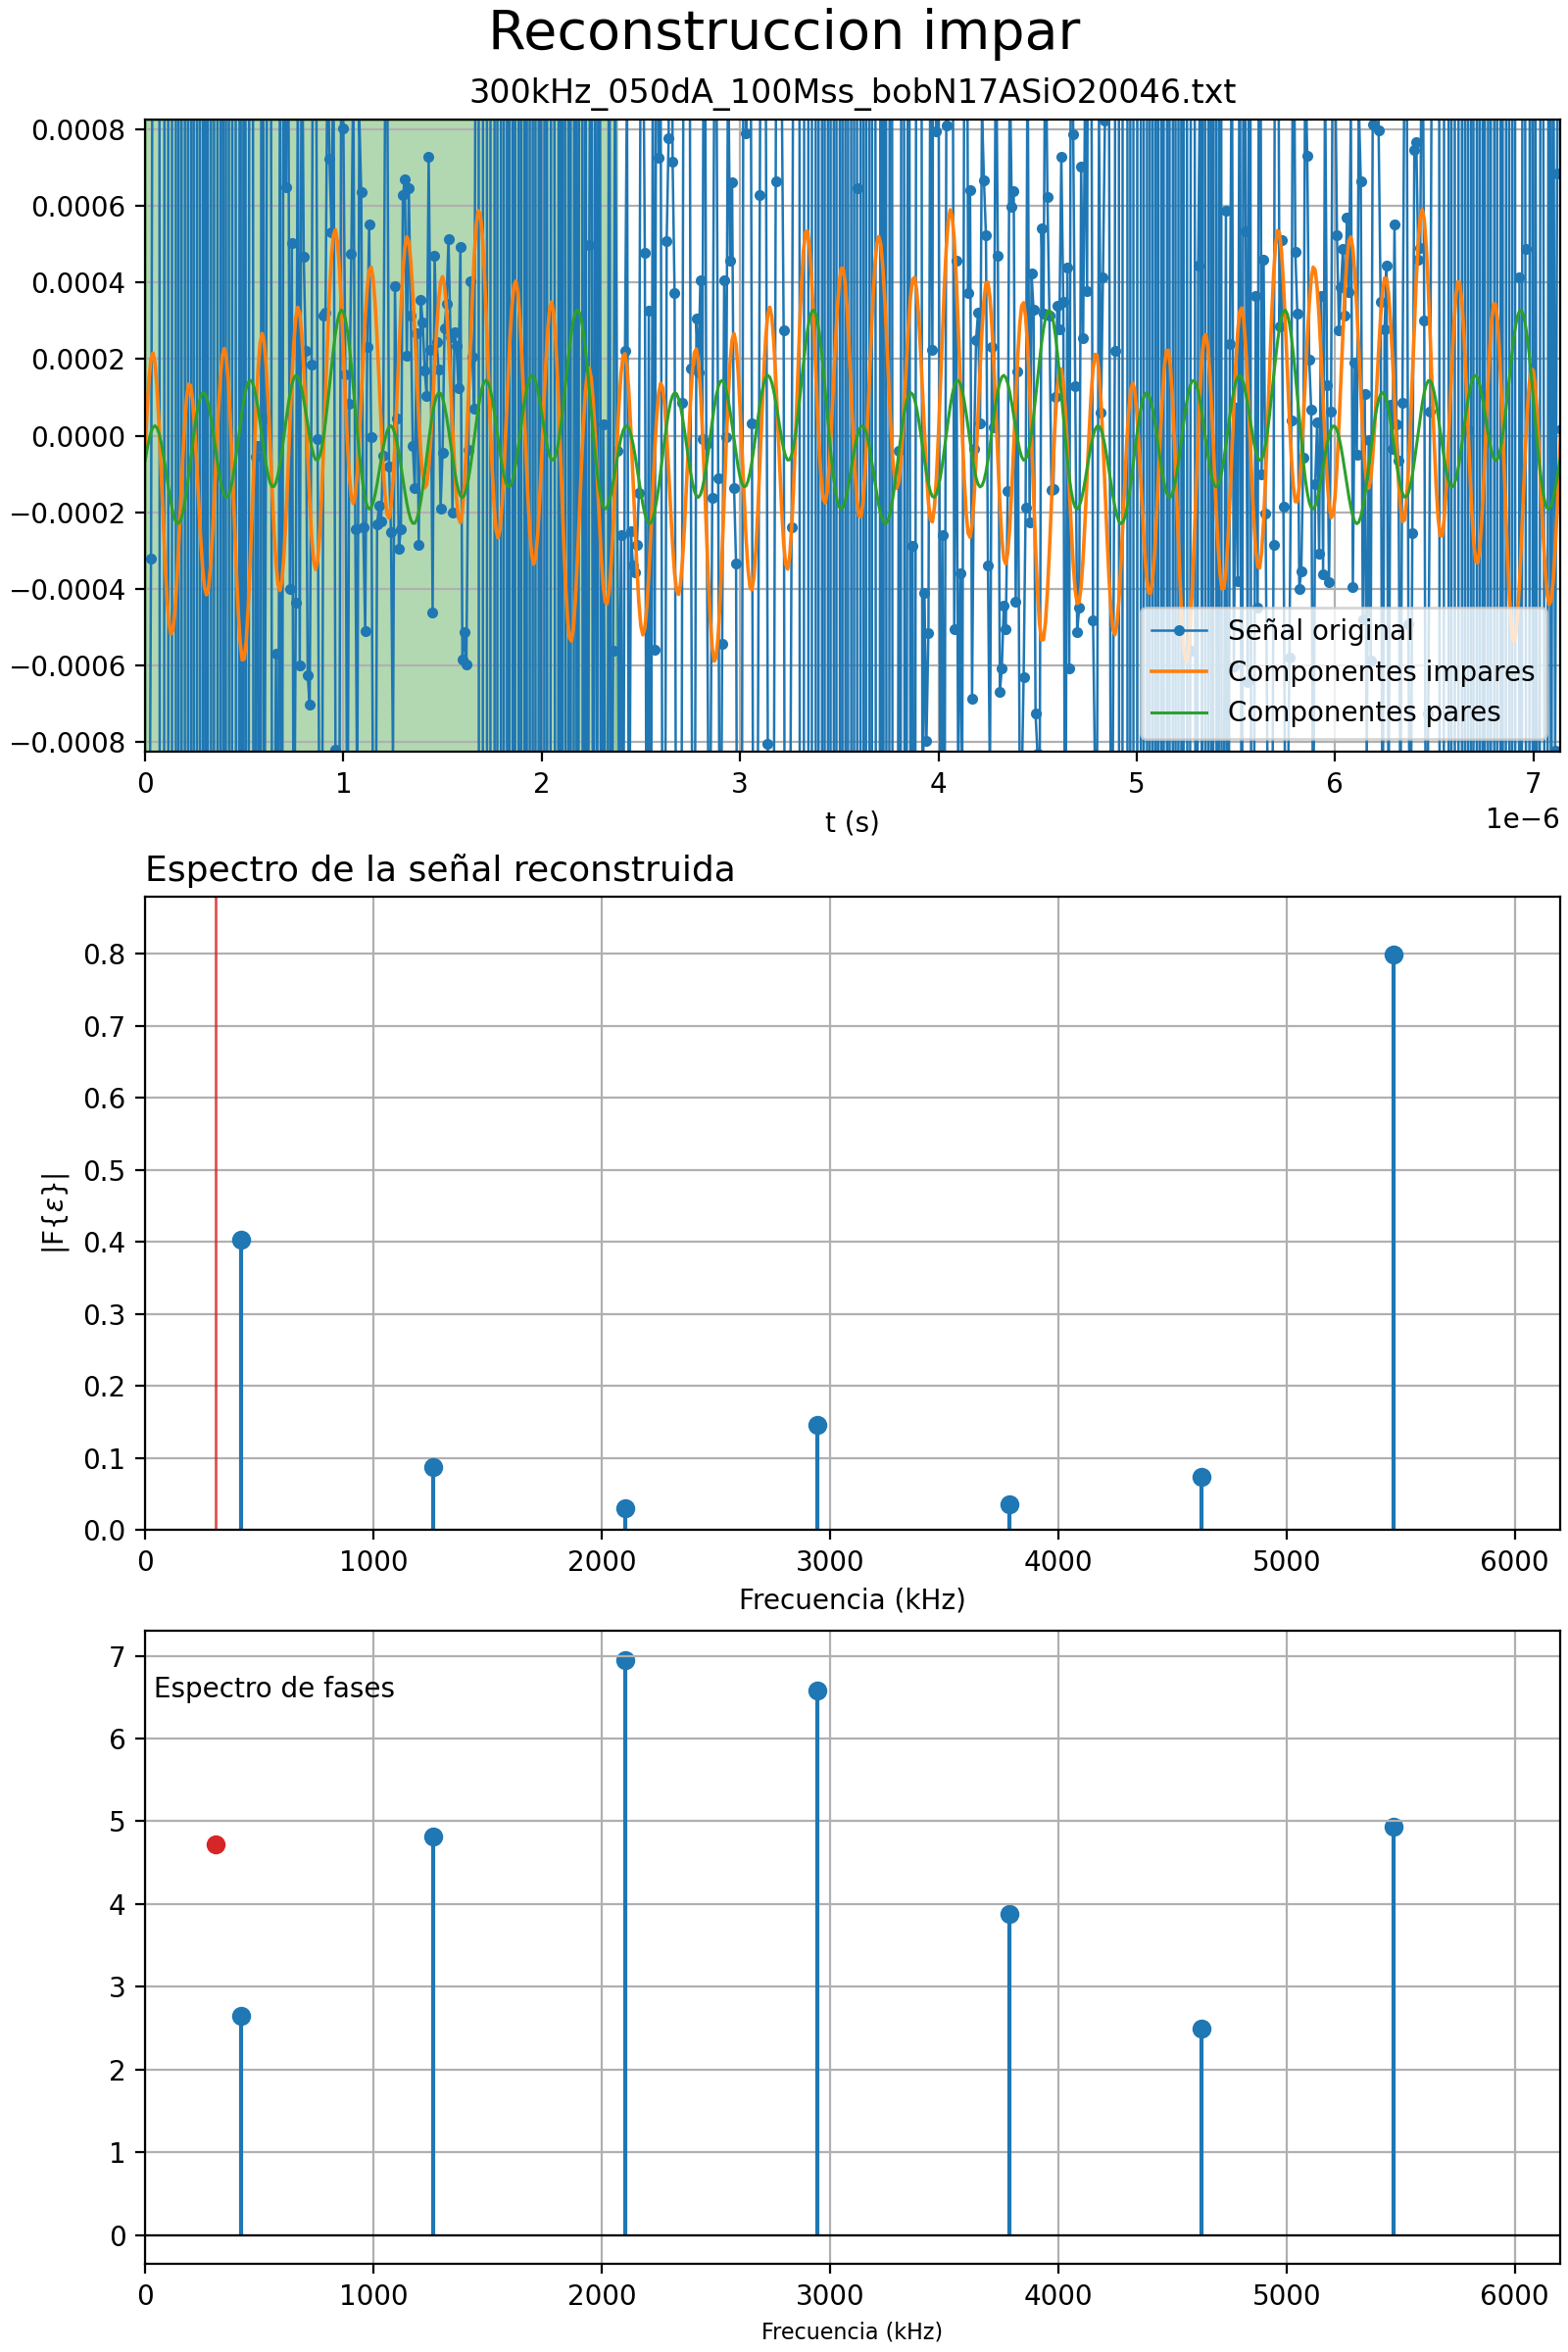 Reconstruccion impar
300kHz_050dA_100Mss_bobN17ASiO20046.txt
0.0008
0.0006
0.0004
0.0002
0.0000
−0.0002
−0.0004
−0.0006
−0.0008
Señal original
Componentes impares
Componentes pares
0 1 2 3 4 5 6 7
t (s)
1e−6
Espectro de la señal reconstruida
0.8
0.7
0.6
0.5
0.4
0.3
0.2
0.1
0.0
|F{ε}|
0 1000 2000 3000 4000 5000 6000
Frecuencia (kHz)
7
Espectro de fases
6
5
4
3
2
1
0
0 1000 2000 3000 4000 5000 6000
Frecuencia (kHz)